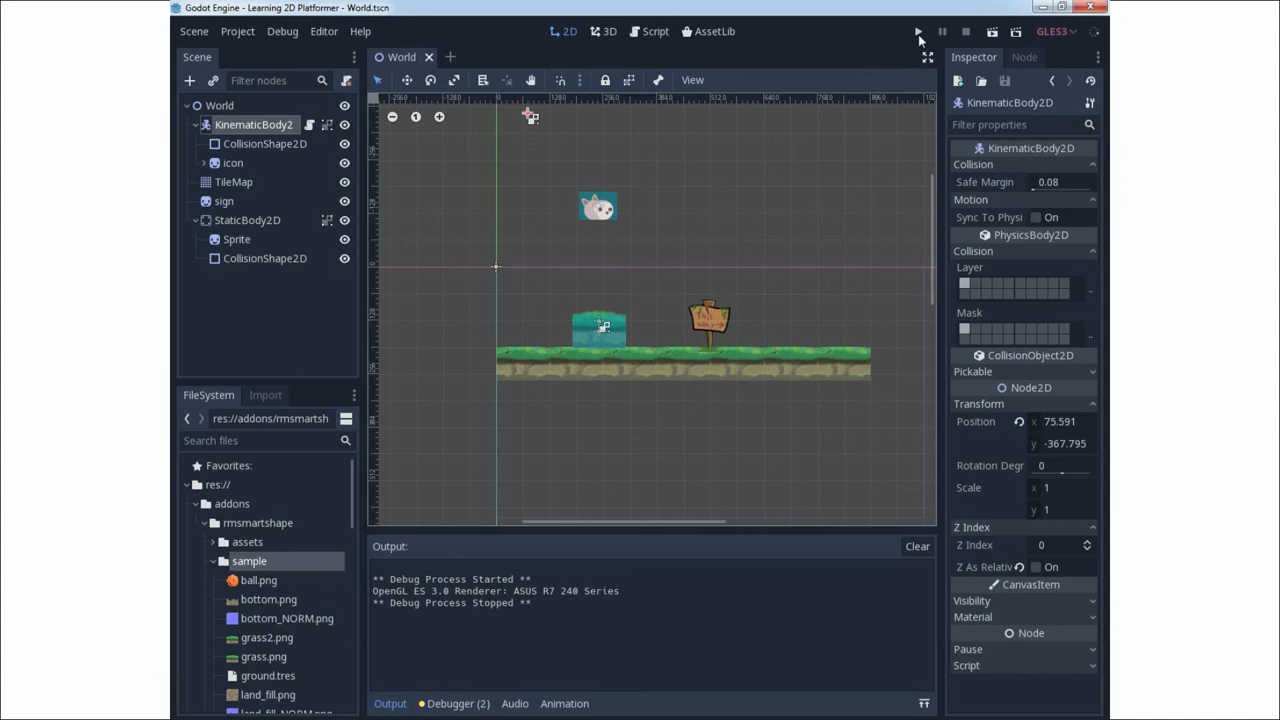 Godot Engine - Learning 2D Platformer - World.tscn
Scene Project Debug Editor Help 2D 3D Script AssetLib GLES3
Scene
World
Inspector Node
Filter nodes
View
KinematicBody2D
Filter properties
World
KinematicBody2
CollisionShape2D
icon
TileMap
sign
StaticBody2D
Sprite
CollisionShape2D
KinematicBody2D
Collision
Safe Margin 0.08
Motion
Sync To Physi On
PhysicsBody2D
Collision
Layer
Mask
CollisionObject2D
Pickable
Node2D
Transform
Position x 75.591
y -367.795
Rotation Degr 0
Scale x 1
y 1
Z Index
Z Index 0
Z As Relativ On
CanvasItem
Visibility
Material
Node
Pause
Script
FileSystem Import
res://addons/rmsmartsh
Search files
Favorites:
res://
addons
rmsmartshape
assets
sample
ball.png
bottom.png
bottom_NORM.png
grass2.png
grass.png
ground.tres
land_fill.png
land_fill_NORM.png
Output: Clear
** Debug Process Started **
OpenGL ES 3.0 Renderer: ASUS R7 240 Series
** Debug Process Stopped **
Output Debugger (2) Audio Animation